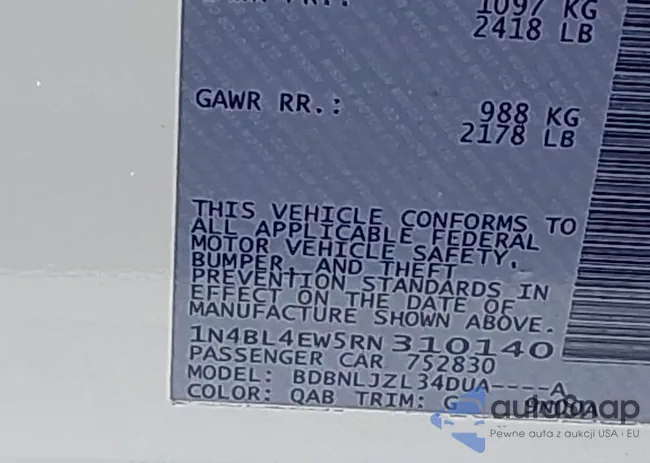 1097 KG
2418 LB
GAWR RR.: 988 KG
2178 LB
THIS VEHICLE CONFORMS TO
ALL APPLICABLE FEDERAL
MOTOR VEHICLE SAFETY,
BUMPER, AND THEFT
PREVENTION STANDARDS IN
EFFECT ON THE DATE OF
MANUFACTURE SHOWN ABOVE.
1N4BL4EW5RN310140
PASSENGER CAR 752830
MODEL: BDBNLJZL34DUA----A
COLOR: QAB TRIM: G
autosnap
Pewne auta z aukcji USA i EU